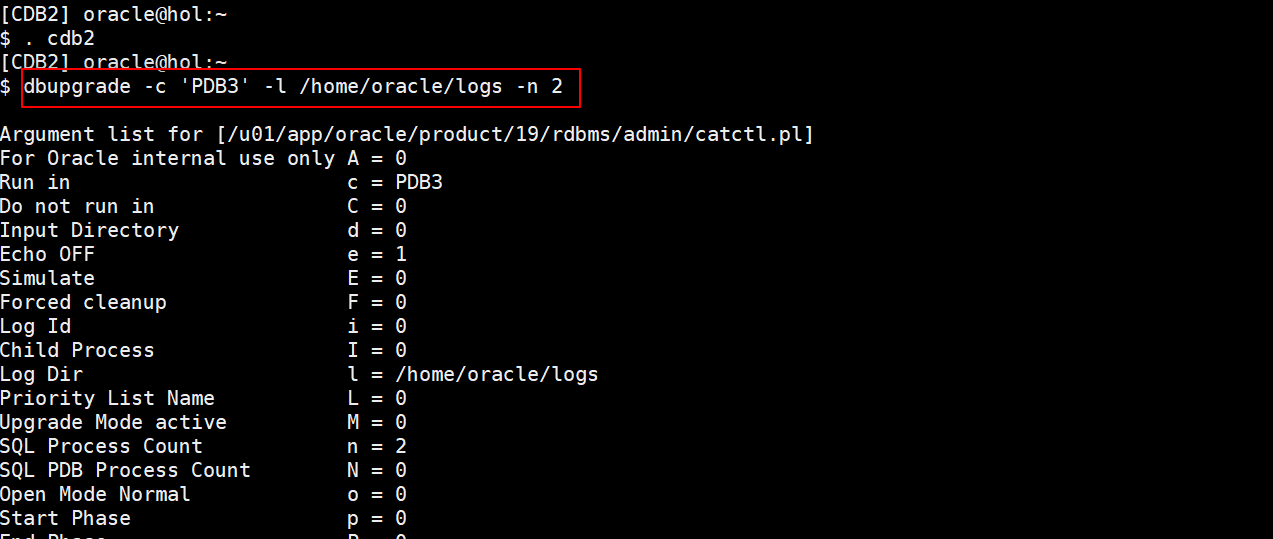 [CDB2] oracle@hol:~
$ . cdb2
[CDB2] oracle@hol:~
$ dbupgrade -c 'PDB3' -l /home/oracle/logs -n 2
Argument list for [/u01/app/oracle/product/19/rdbms/admin/catctl.pl]
For Oracle internal use only A = 0
Run in                       c = PDB3
Do not run in                C = 0
Input Directory              d = 0
Echo OFF                     e = 1
Simulate                     E = 0
Forced cleanup               F = 0
Log Id                       i = 0
Child Process                I = 0
Log Dir                      l = /home/oracle/logs
Priority List Name           L = 0
Upgrade Mode active          M = 0
SQL Process Count            n = 2
SQL PDB Process Count        N = 0
Open Mode Normal             o = 0
Start Phase                  p = 0
End Phase                    P = 0